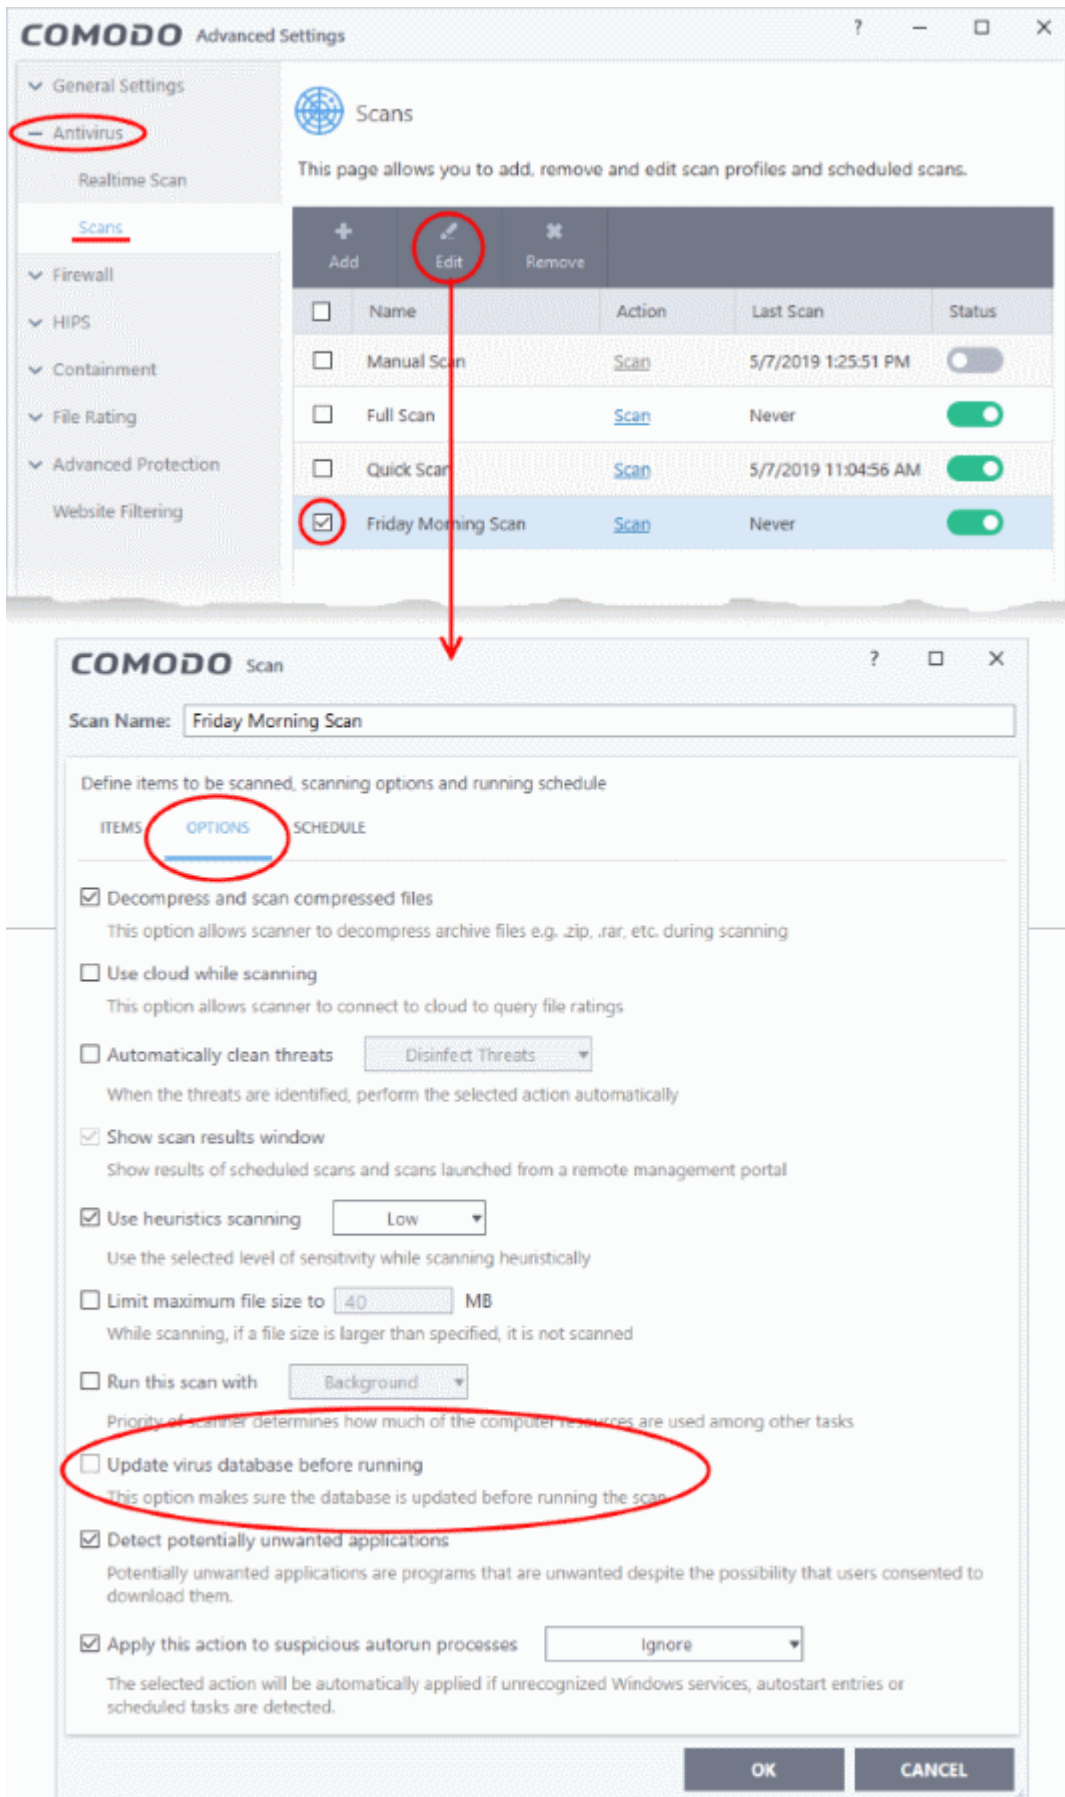 COMODO Advanced Settings ?
General Settings
Antivirus
Realtime Scan
Scans
Firewall
HIPS
Containment
File Rating
Advanced Protection
Website Filtering
Scans
This page allows you to add, remove and edit scan profiles and scheduled scans.
Add Edit Remove
Name Action Last Scan Status
Manual Scan Scan 5/7/2019 1:25:51 PM
Full Scan Scan Never
Quick Scan Scan 5/7/2019 11:04:56 AM
Friday Morning Scan Scan Never
COMODO Scan ?
Scan Name: Friday Morning Scan
Define items to be scanned, scanning options and running schedule
ITEMS OPTIONS SCHEDULE
Decompress and scan compressed files
This option allows scanner to decompress archive files e.g. .zip, .rar, etc. during scanning
Use cloud while scanning
This option allows scanner to connect to cloud to query file ratings
Automatically clean threats Disinfect Threats
When the threats are identified, perform the selected action automatically
Show scan results window
Show results of scheduled scans and scans launched from a remote management portal
Use heuristics scanning Low
Use the selected level of sensitivity while scanning heuristically
Limit maximum file size to 40 MB
While scanning, if a file size is larger than specified, it is not scanned
Run this scan with Background
Priority of scanner determines how much of the computer resources are used among other tasks
Update virus database before running
This option makes sure the database is updated before running the scan
Detect potentially unwanted applications
Potentially unwanted applications are programs that are unwanted despite the possibility that users consented to
download them.
Apply this action to suspicious autorun processes Ignore
The selected action will be automatically applied if unrecognized Windows services, autostart entries or
scheduled tasks are detected.
OK CANCEL